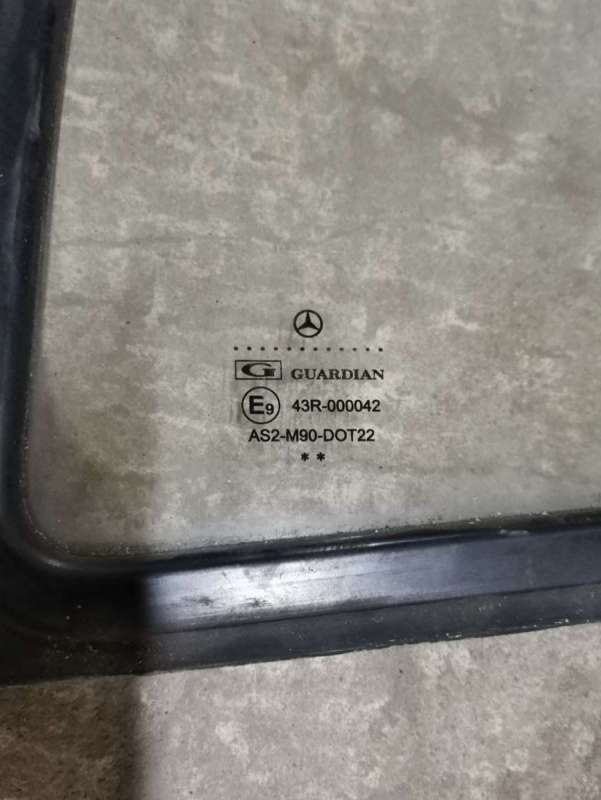 G GUARDIAN
E9 43R-000042
AS2-M90-DOT22
**